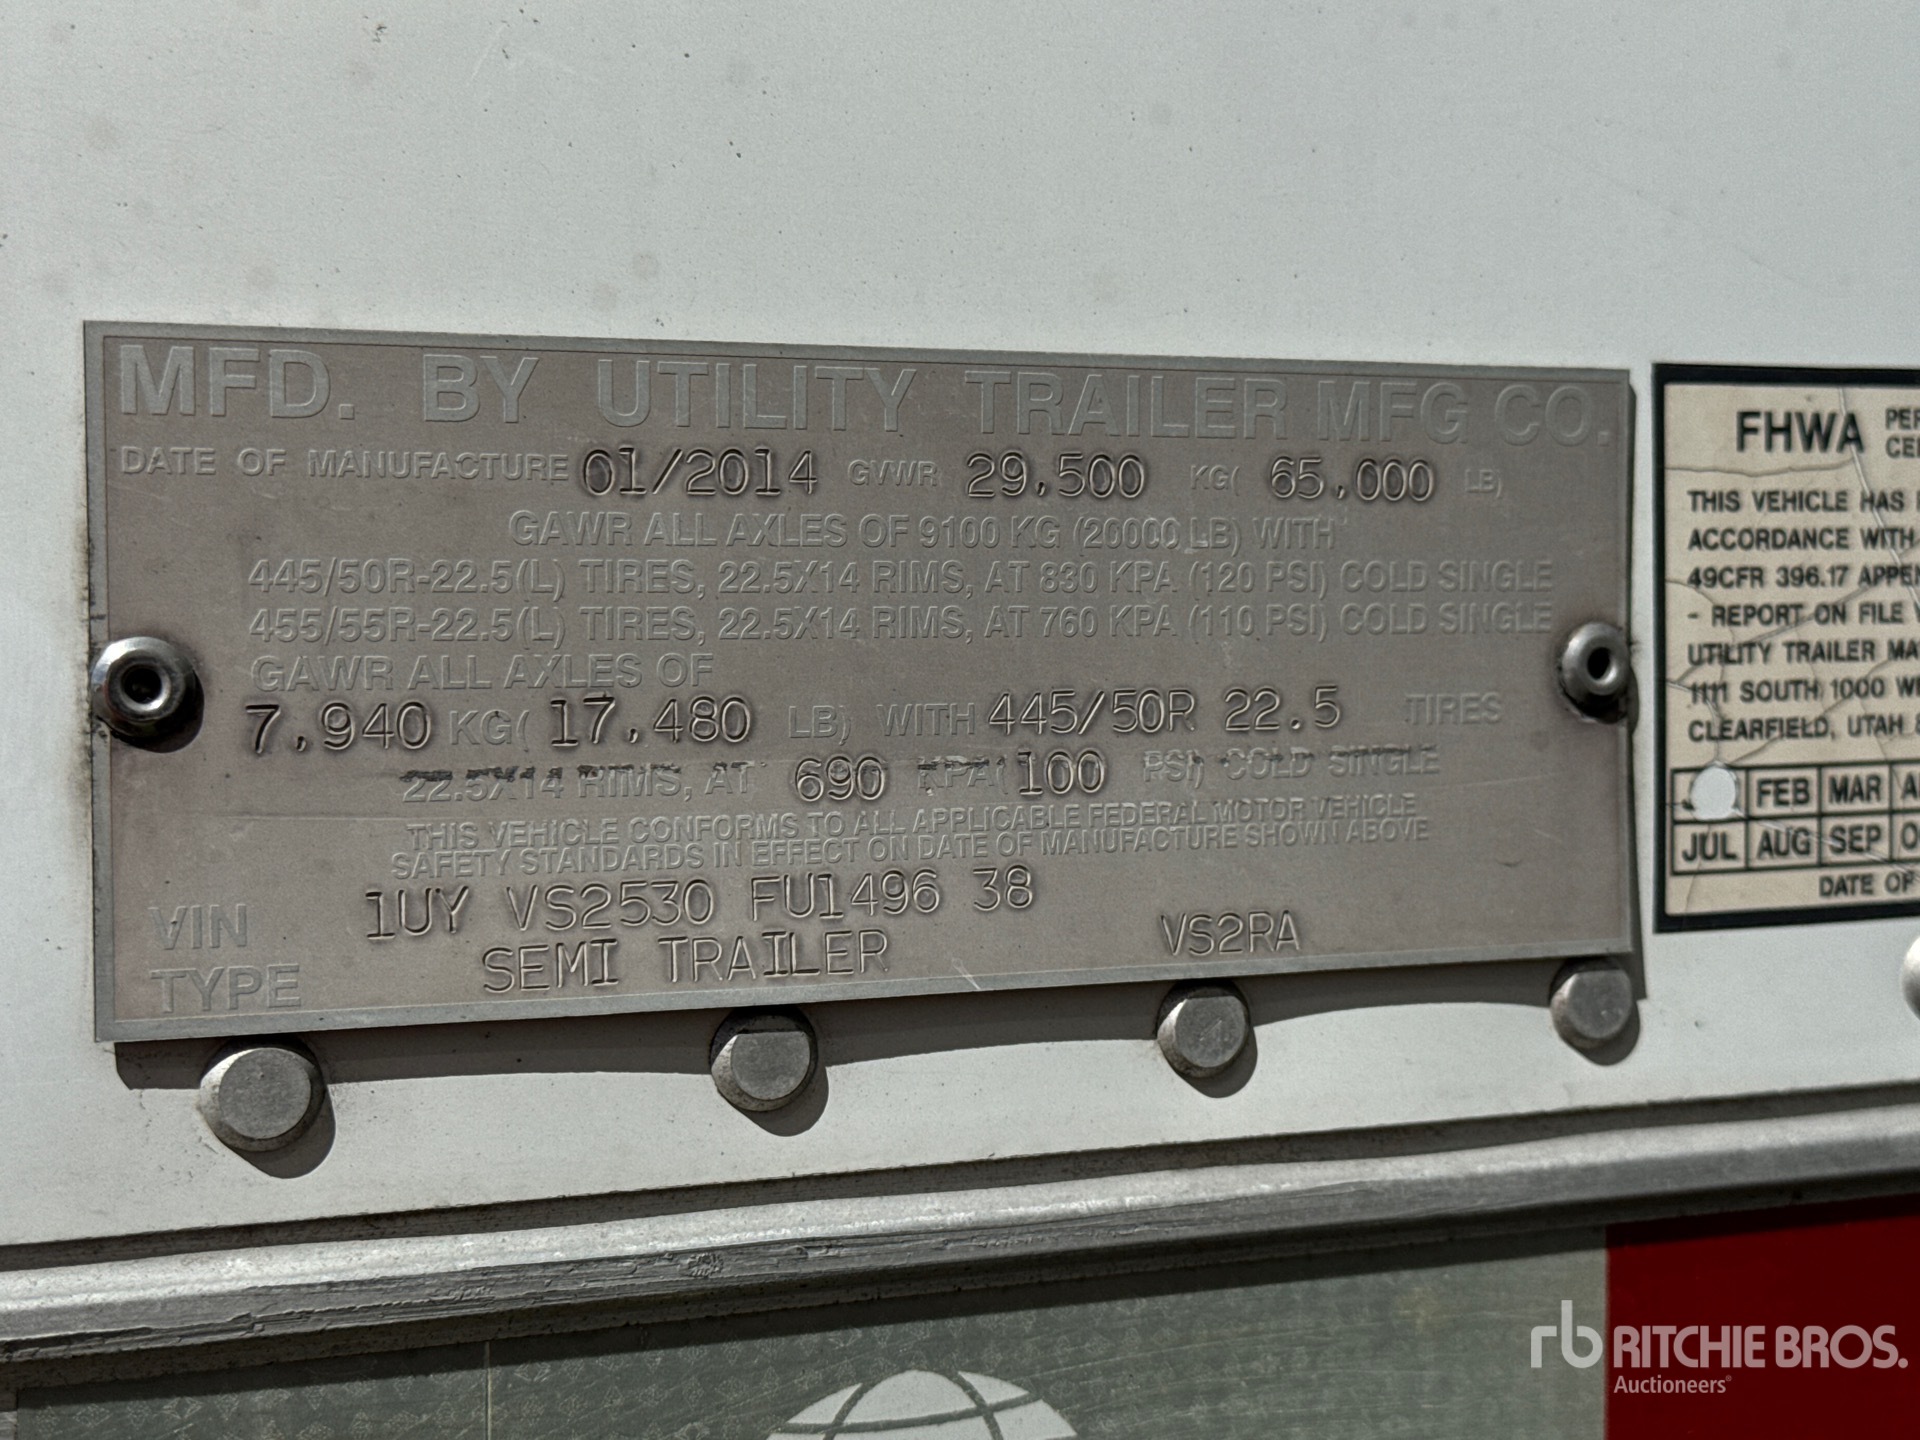 MFD. BY UTILITY TRAILER MFG CO.
DATE OF MANUFACTURE 01/2014 GVWR 29,500 KG( 65,000 LB)
GAWR ALL AXLES OF 9100 KG (20000 LB) WITH
445/50R-22.5(L) TIRES, 22.5X14 RIMS, AT 830 KPA (120 PSI) COLD SINGLE
455/55R-22.5(L) TIRES, 22.5X14 RIMS, AT 760 KPA (110 PSI) COLD SINGLE
GAWR ALL AXLES OF
7,940 KG( 17,480 LB) WITH 445/50R 22.5 TIRES
22.5X14 RIMS, AT 690 KPA( 100 PSI) COLD SINGLE
THIS VEHICLE CONFORMS TO ALL APPLICABLE FEDERAL MOTOR VEHICLE
SAFETY STANDARDS IN EFFECT ON DATE OF MANUFACTURE SHOWN ABOVE
VIN 1UY VS2530 FU1496 38
TYPE SEMI TRAILER VS2RA
FHWA PER
CER
THIS VEHICLE HAS
ACCORDANCE WITH
49CFR 396.17 APPEN
- REPORT ON FILE
UTILITY TRAILER MA
1111 SOUTH 1000 WE
CLEARFIELD, UTAH 8
FEB MAR A
JUL AUG SEP O
DATE OF
rb RITCHIE BROS.
Auctioneers